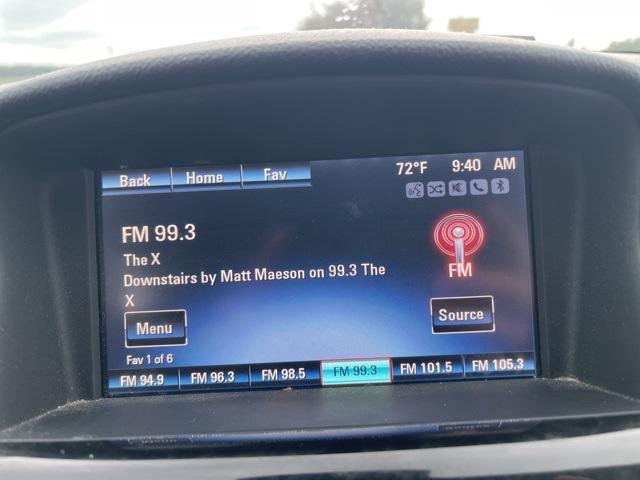 72°F 9:40 AM
Back Home Fav
FM 99.3
The X
Downstairs by Matt Maeson on 99.3 The
X
FM
Menu
Source
Fav 1 of 6
FM 94.9 FM 96.3 FM 98.5 FM 99.3 FM 101.5 FM 105.3